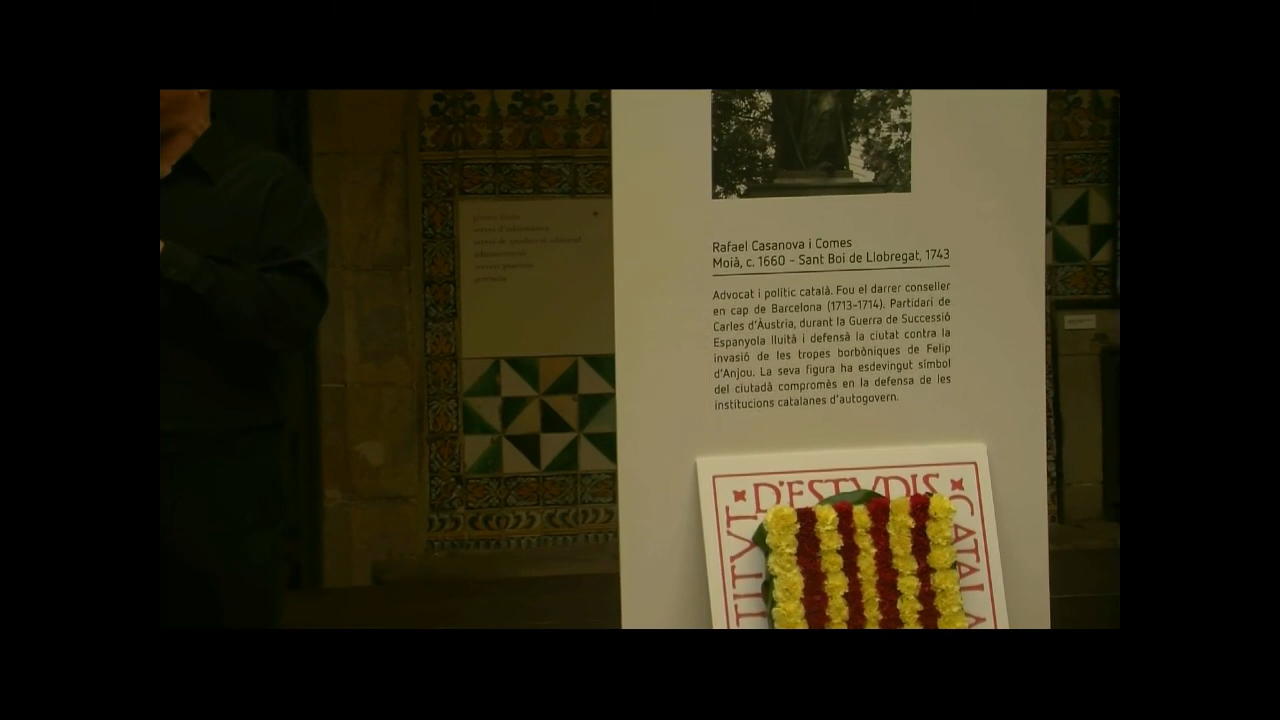 Rafael Casanova i Comes
Moià, c. 1660 - Sant Boi de Llobregat, 1743
Advocat i polític català. Fou el darrer conseller
en cap de Barcelona (1713-1714). Partidari de
Carles d'Àustria, durant la Guerra de Successió
Espanyola lluità i defensà la ciutat contra la
invasió de les tropes borbòniques de Felip
d'Anjou. La seva figura ha esdevingut símbol
del ciutadà compromès en la defensa de les
institucions catalanes d'autogovern.
TITVT D'ESTVDIS CATALA